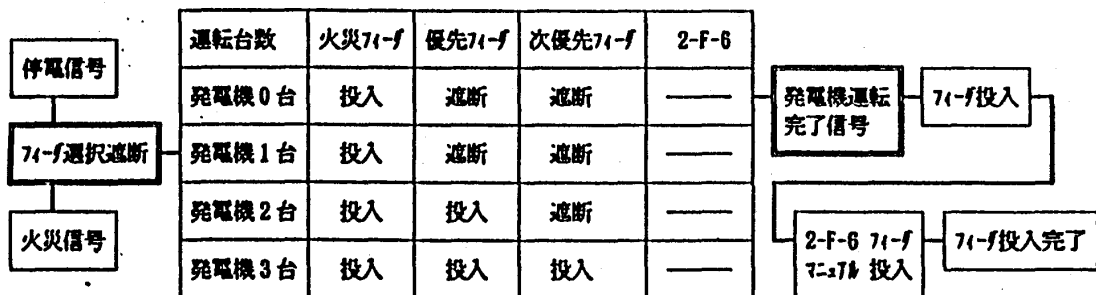 停電信号
フィーダ選択遮断
火災信号
運転台数 火災フィーダ 優先フィーダ 次優先フィーダ 2-F-6
発電機0台 投入 遮断 遮断 ――
発電機1台 投入 遮断 遮断 ――
発電機2台 投入 投入 遮断 ――
発電機3台 投入 投入 投入 ――
発電機運転
完了信号
フィーダ投入
2-F-6 フィーダ
マニュアル 投入
フィーダ投入完了